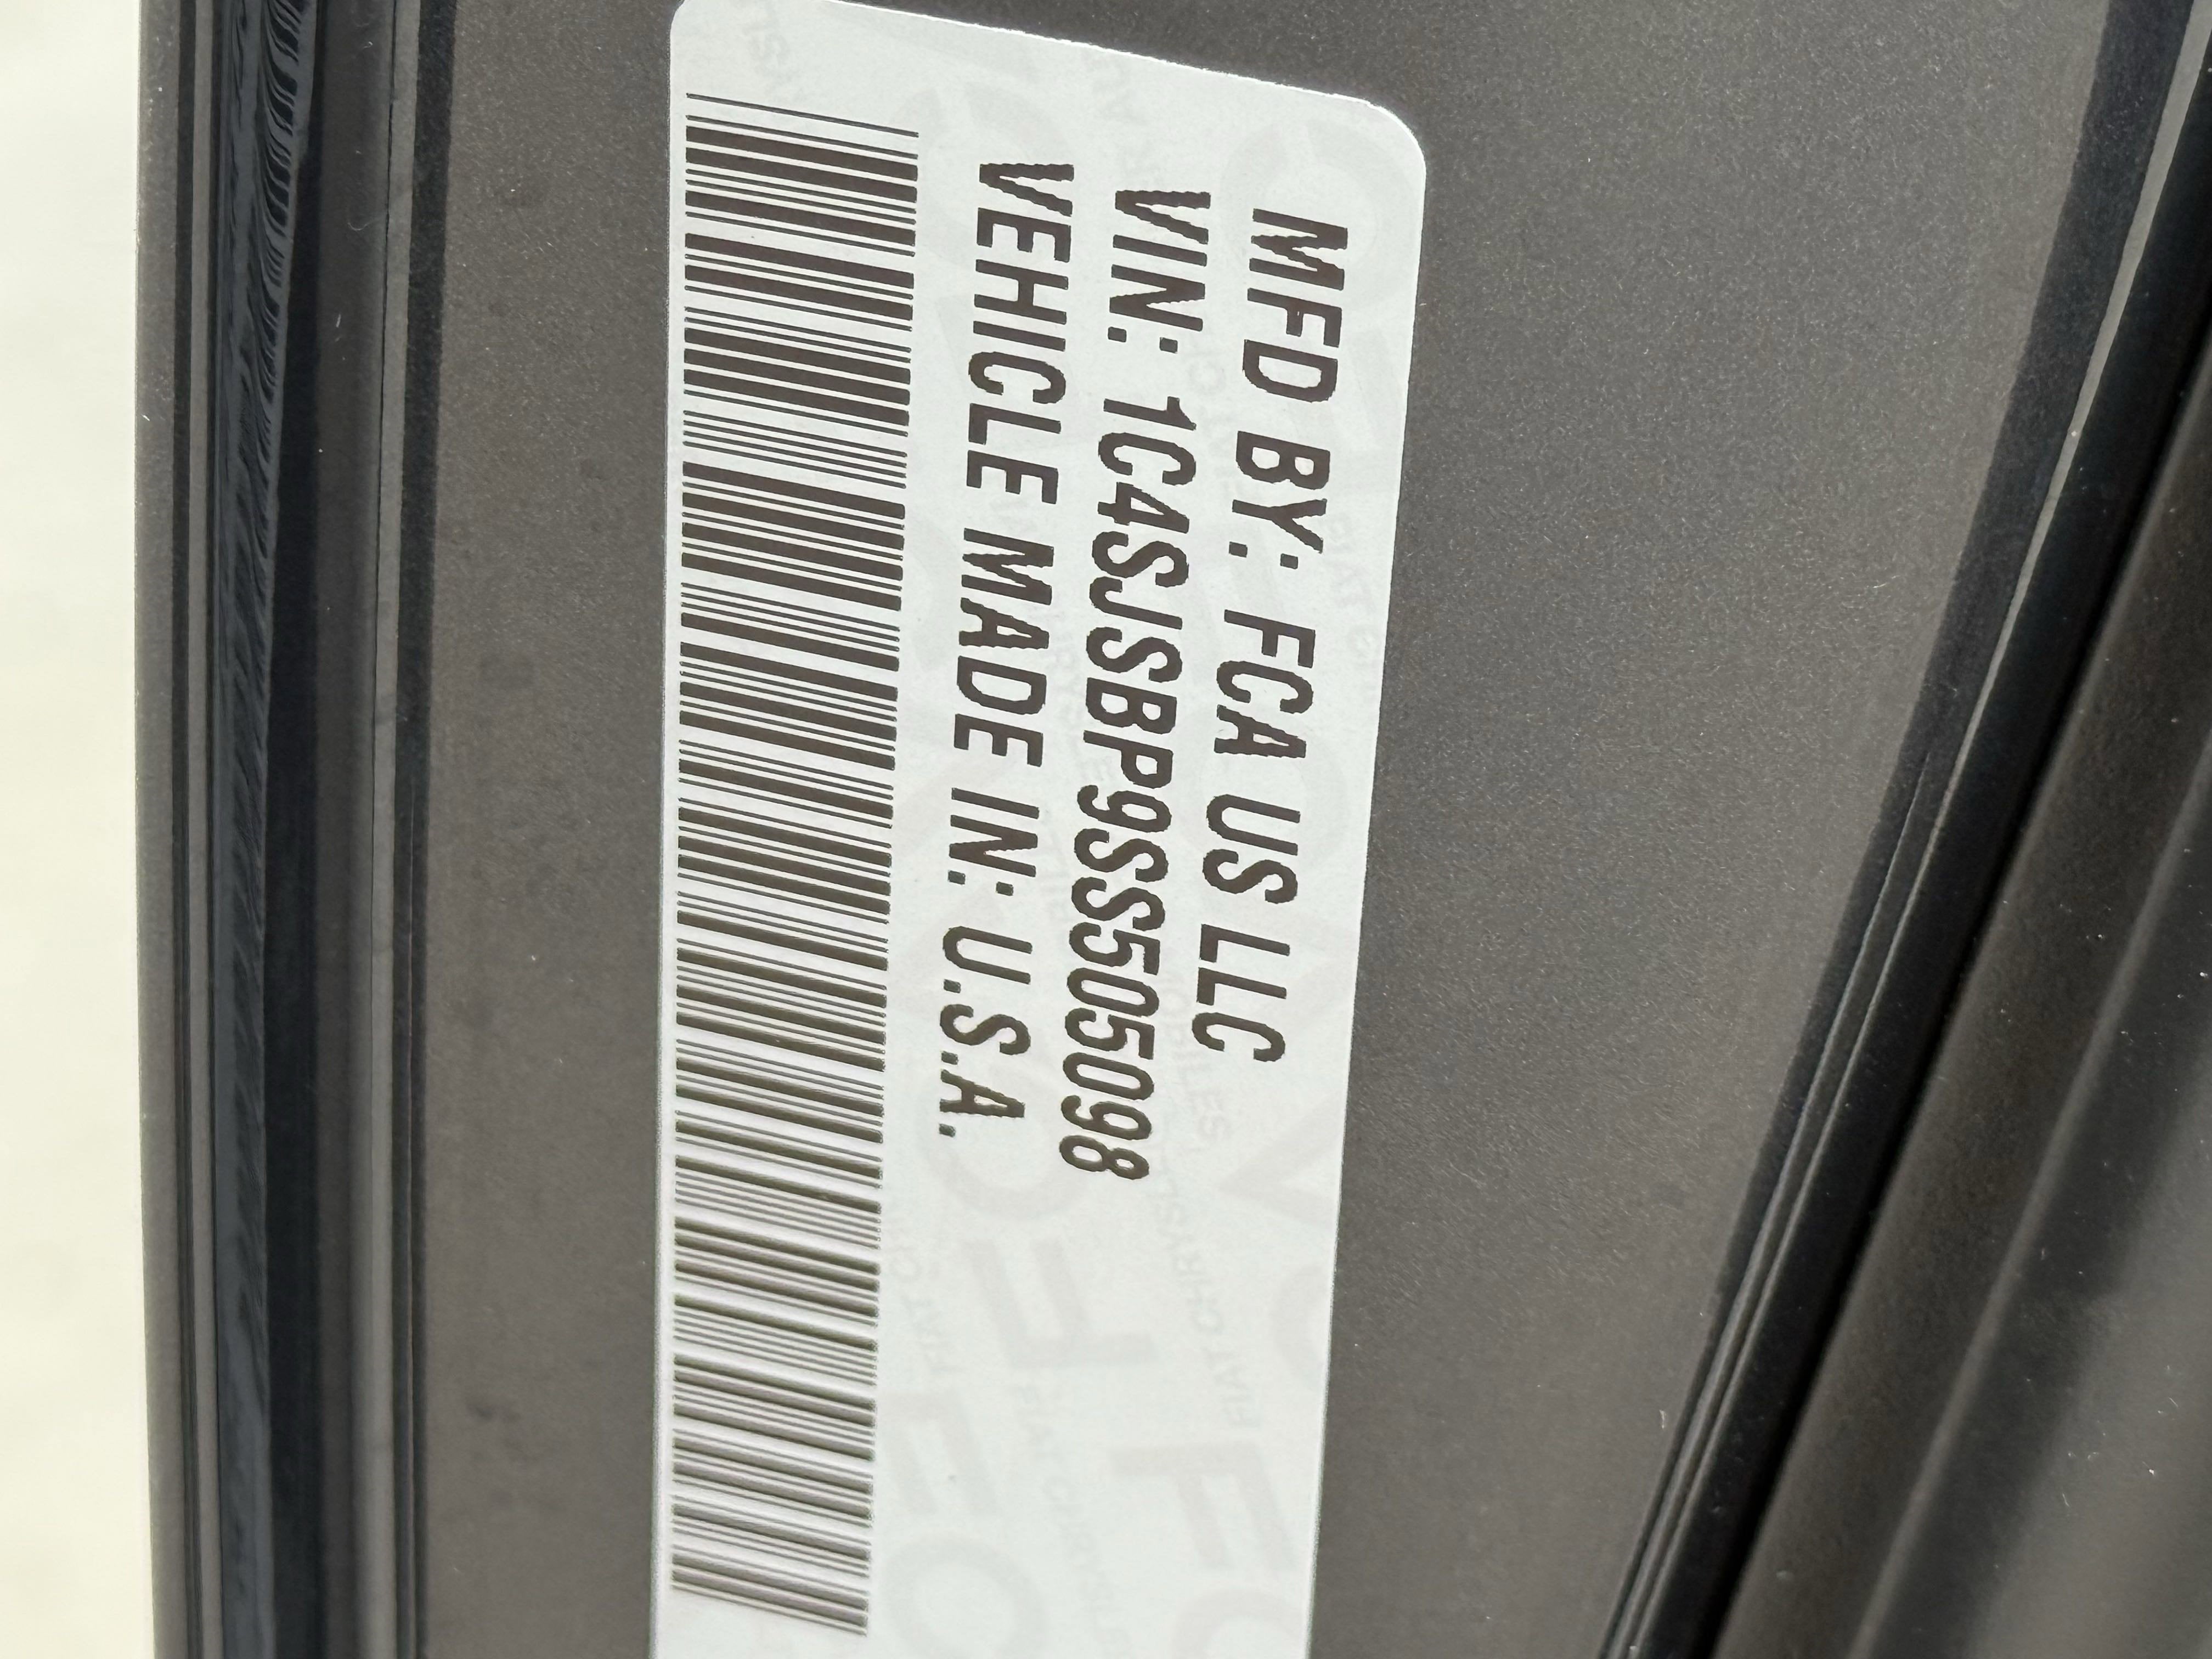 MFD BY: FCA US LLC
VIN: 1C4SJSBP9SS505098
VEHICLE MADE IN: U.S.A.